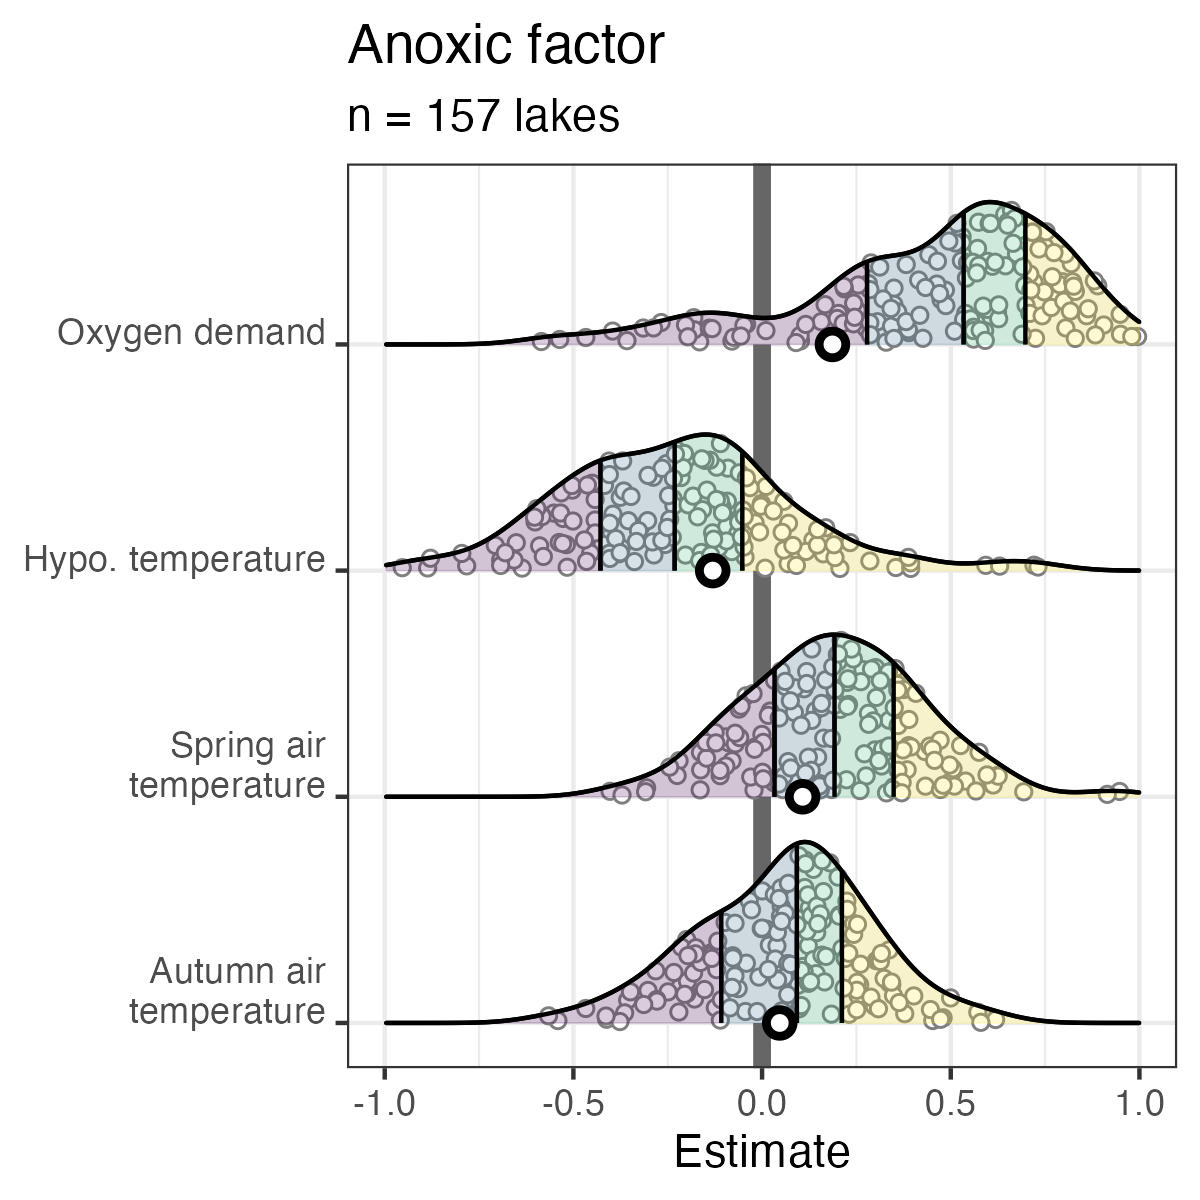 Anoxic factor
n = 157 lakes
Oxygen demand
Hypo. temperature
Spring air
temperature
Autumn air
temperature
-1.0 -0.5 0.0 0.5 1.0
Estimate